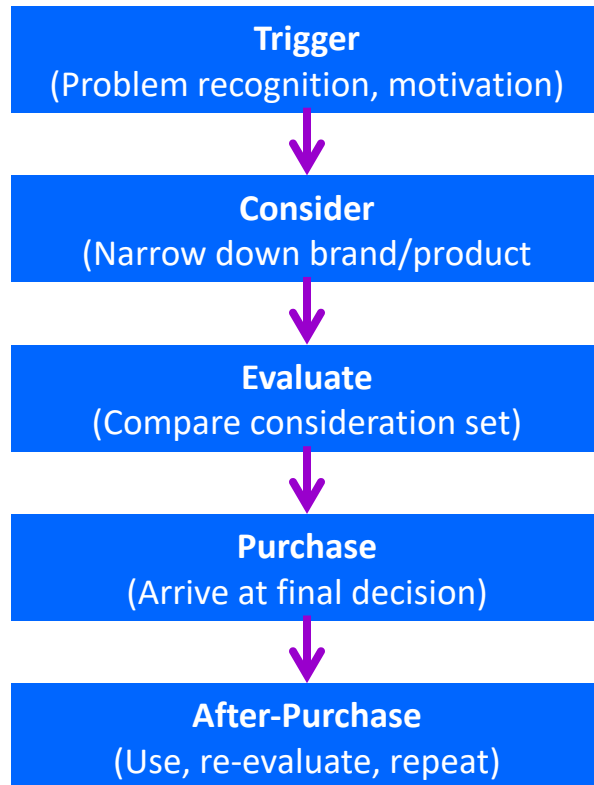 Trigger
(Problem recognition, motivation)
Consider
(Narrow down brand/product
Evaluate
(Compare consideration set)
Purchase
(Arrive at final decision)
After-Purchase
(Use, re-evaluate, repeat)